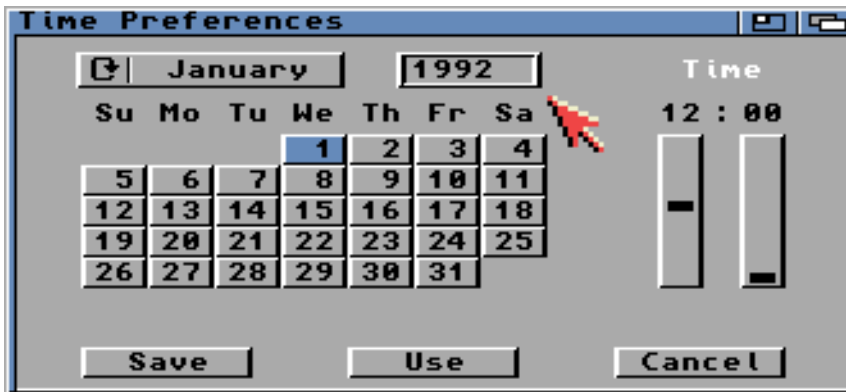 Time Preferences
January 1992 Time
Su Mo Tu We Th Fr Sa 12 : 00
1 2 3 4
5 6 7 8 9 10 11
12 13 14 15 16 17 18
19 20 21 22 23 24 25
26 27 28 29 30 31
Save Use Cancel